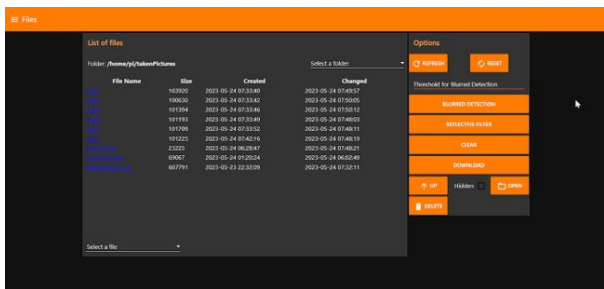 Files
List of files
Folder: /home/pi/takenPictures Select a folder
File Name Size Created Changed
103920 2023-05-24 07:33:40 2023-05-24 07:49:57
100630 2023-05-24 07:33:42 2023-05-24 07:50:05
101394 2023-05-24 07:33:46 2023-05-24 07:50:12
101193 2023-05-24 07:33:49 2023-05-24 07:48:03
101709 2023-05-24 07:33:52 2023-05-24 07:48:11
101225 2023-05-24 07:42:16 2023-05-24 07:48:19
23225 2023-05-24 06:28:47 2023-05-24 07:48:21
69067 2023-05-24 01:20:24 2023-05-24 06:02:49
607791 2023-05-23 22:32:09 2023-05-24 07:32:11
Select a file
Options
REFRESH RESET
Threshold for Blurred Detection
BLURRED DETECTION
REFLECTIVE FILTER
CLEAR
DOWNLOAD
UP Hidden OPEN
DELETE